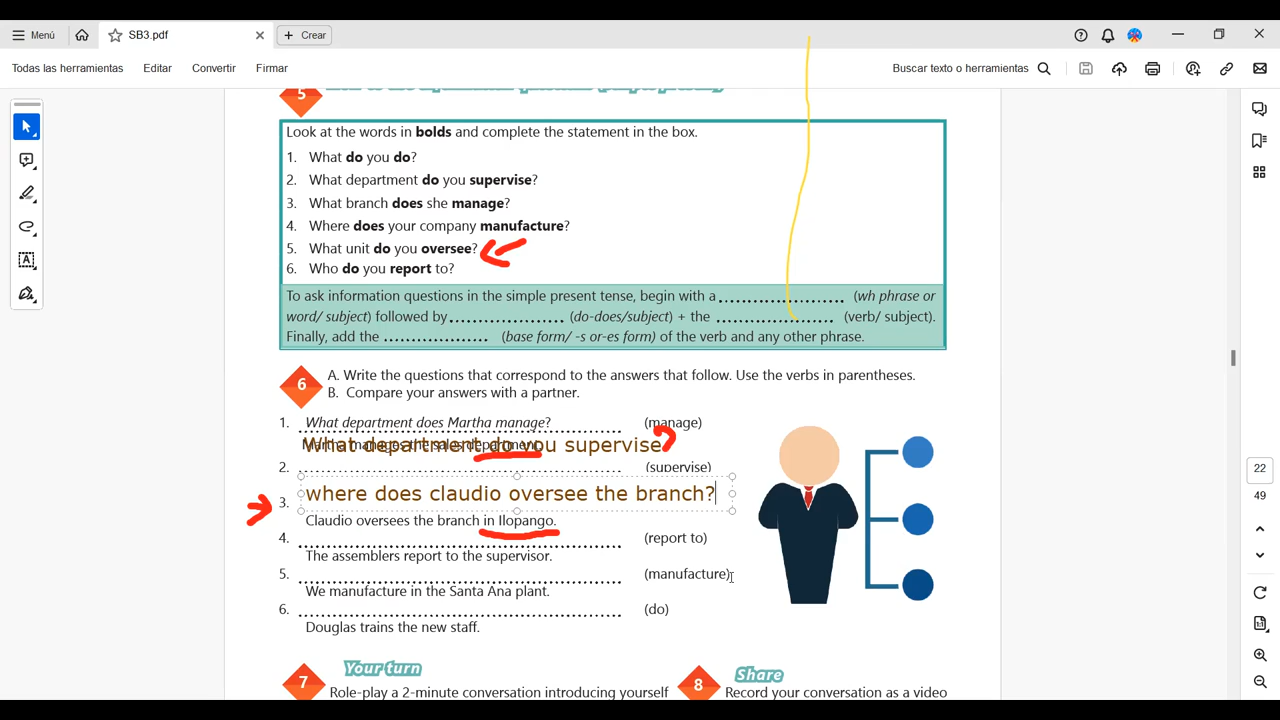 Menú
SB3.pdf
Crear
Todas las herramientas Editar Convertir Firmar Buscar texto o herramientas
5
Look at the words in bolds and complete the statement in the box.
1. What do you do?
2. What department do you supervise?
3. What branch does she manage?
4. Where does your company manufacture?
5. What unit do you oversee?
6. Who do you report to?
To ask information questions in the simple present tense, begin with a ...................... (wh phrase or
word/ subject) followed by .................... (do-does/subject) + the .................... (verb/ subject).
Finally, add the .................. (base form/ -s or-es form) of the verb and any other phrase.
6
A. Write the questions that correspond to the answers that follow. Use the verbs in parentheses.
B. Compare your answers with a partner.
1. What department does Martha manage? (manage)
Martha manages the sales department.
What department do you supervise?
2. (supervise)
where does claudio oversee the branch?
3.
Claudio oversees the branch in Ilopango.
4. (report to)
The assemblers report to the supervisor.
5. (manufacture)
We manufacture in the Santa Ana plant.
6. (do)
Douglas trains the new staff.
7 Your turn
Role-play a 2-minute conversation introducing yourself
8 Share
Record your conversation as a video
22
49